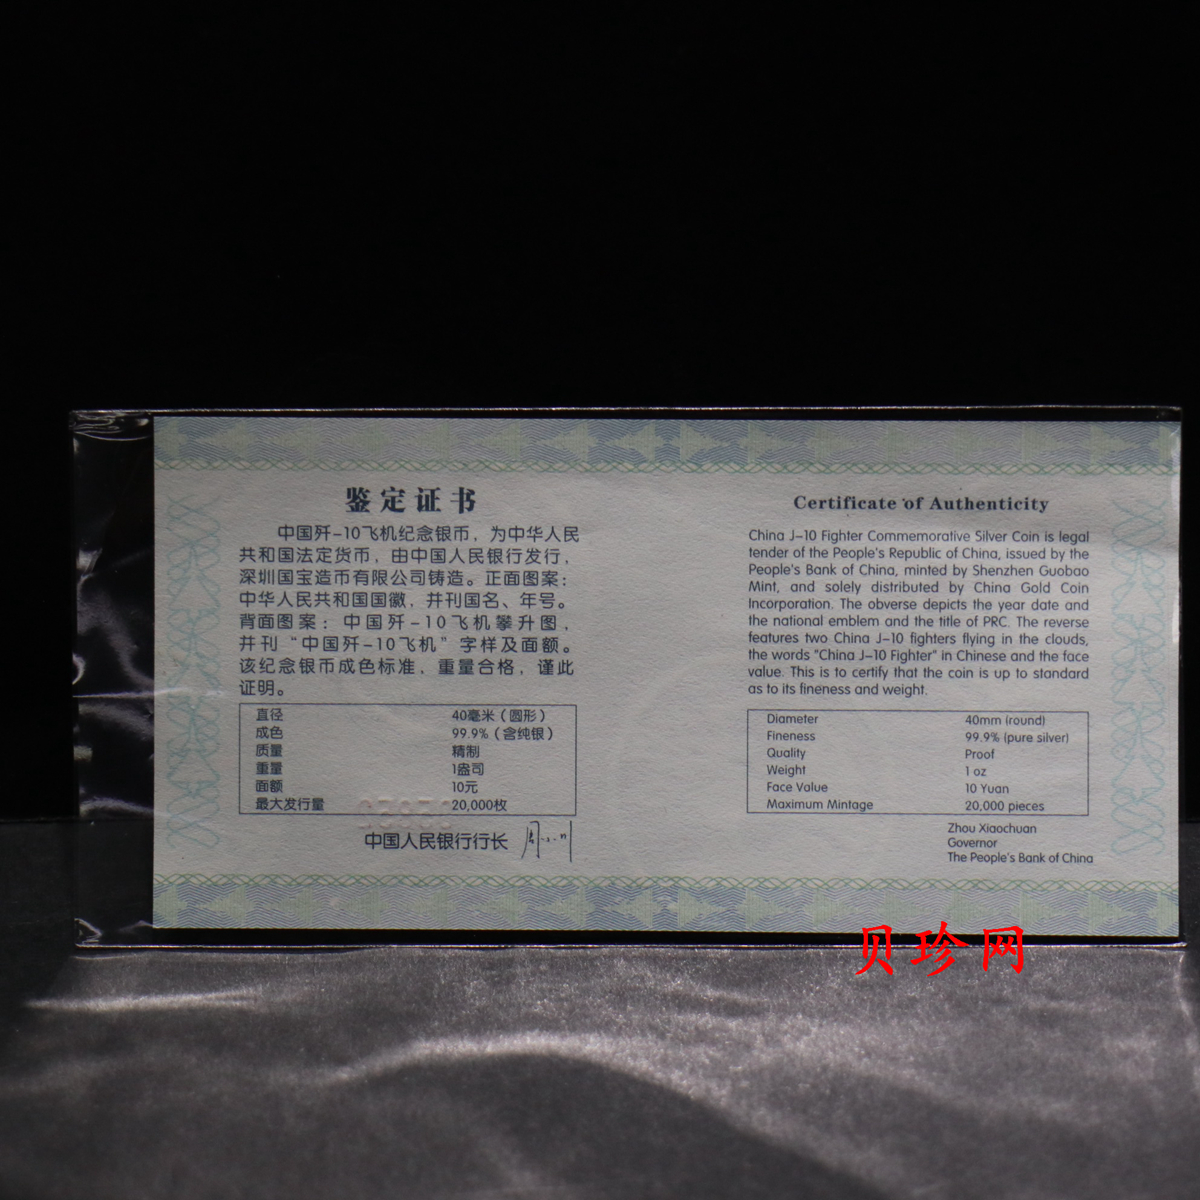 鉴定证书
中国歼-10飞机纪念银币，为中华人民
共和国法定货币，由中国人民银行发行，
深圳国宝造币有限公司铸造。正面图案：
中华人民共和国国徽，并刊国名、年号。
背面图案：中国歼-10飞机攀升图，
并刊“中国歼-10飞机”字样及面额。
该纪念银币成色标准、重量合格，谨此
证明。
直径 40毫米（圆形）
成色 99.9%（含纯银）
质量 精制
重量 1盎司
面额 10元
最大发行量 20,000枚
中国人民银行行长
Certificate of Authenticity
China J-10 Fighter Commemorative Silver Coin is legal
tender of the People's Republic of China, issued by the
People's Bank of China, minted by Shenzhen Guobao
Mint, and solely distributed by China Gold Coin
Incorporation. The obverse depicts the year date and
the national emblem and the title of PRC. The reverse
features two China J-10 fighters flying in the clouds,
the words "China J-10 Fighter" in Chinese and the face
value. This is to certify that the coin is up to standard
as to its fineness and weight.
Diameter 40mm (round)
Fineness 99.9% (pure silver)
Quality Proof
Weight 1 oz
Face Value 10 Yuan
Maximum Mintage 20,000 pieces
Zhou Xiaochuan
Governor
The People's Bank of China
贝珍网